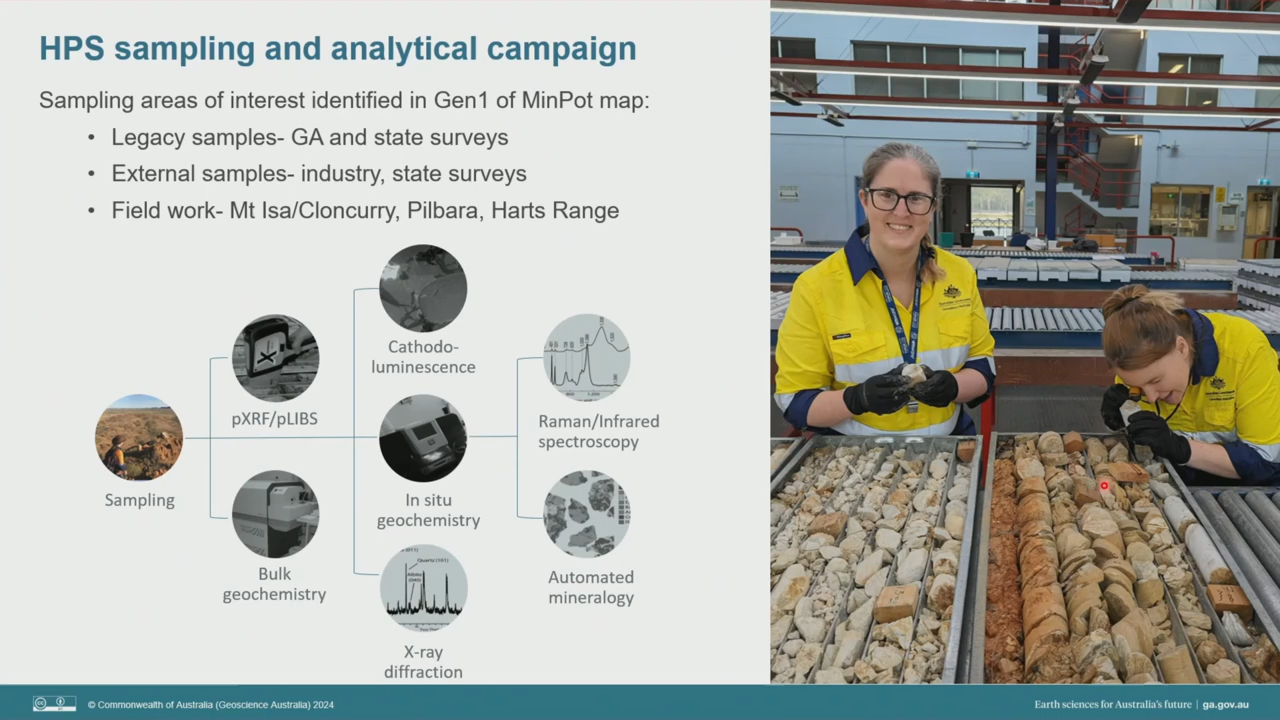 HPS sampling and analytical campaign
Sampling areas of interest identified in Gen1 of MinPot map:
• Legacy samples- GA and state surveys
• External samples- industry, state surveys
• Field work- Mt Isa/Cloncurry, Pilbara, Harts Range
Cathodo-
luminescence
pXRF/pLIBS
Raman/Infrared
spectroscopy
Sampling
In situ
geochemistry
Bulk
geochemistry
Automated
mineralogy
Quartz (101)
Albite
X-ray
diffraction
© Commonwealth of Australia (Geoscience Australia) 2024
Earth sciences for Australia's future | ga.gov.au